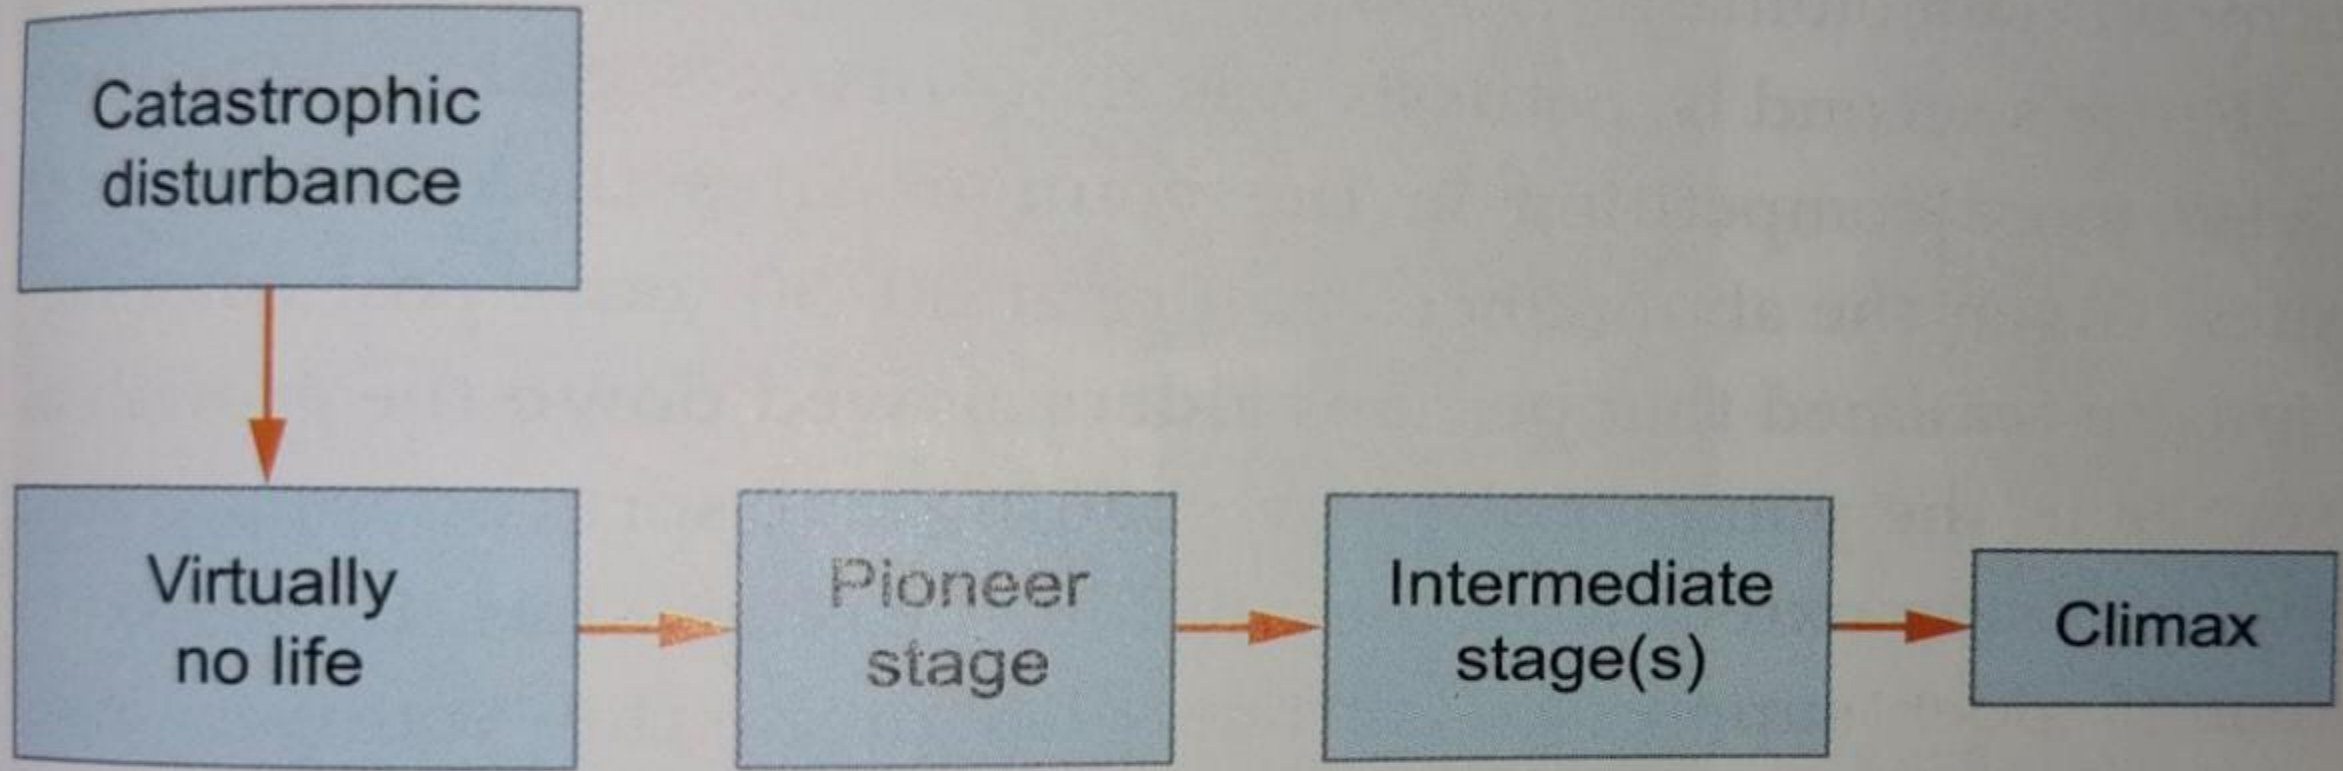 Catastrophic
disturbance
Virtually
no life
Pioneer
stage
Intermediate
stage(s)
Climax